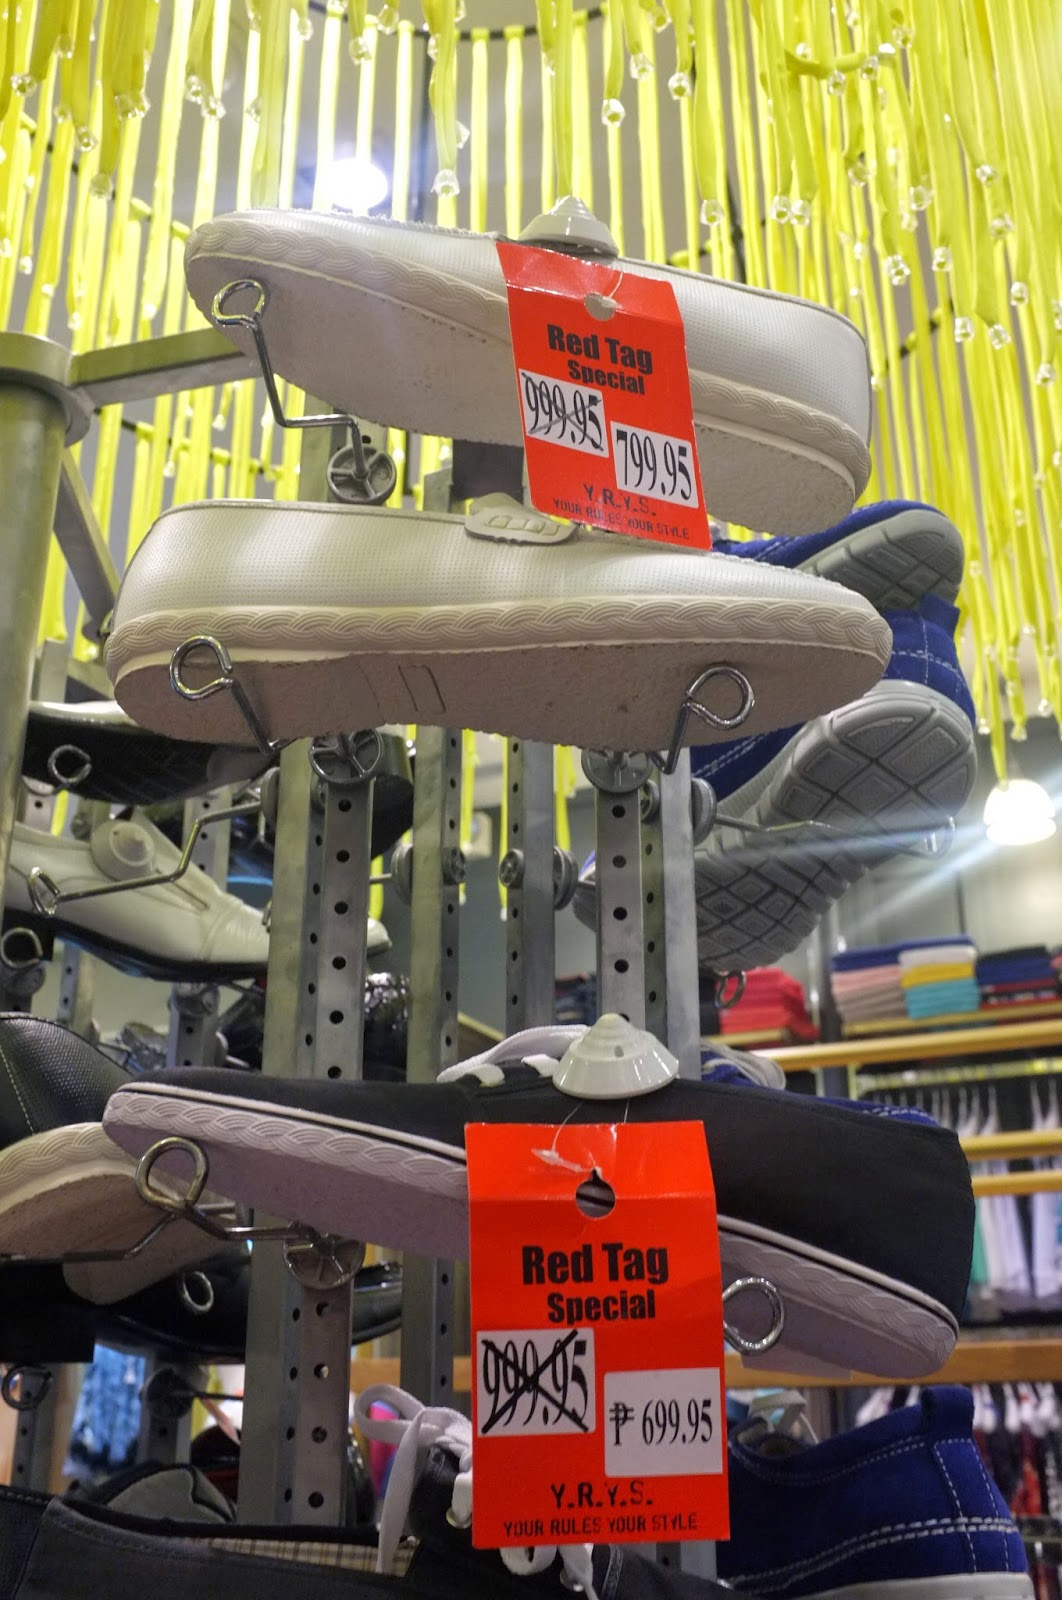 Red Tag
Special
999.95
799.95
Y.R.Y.S.
YOUR RULES YOUR STYLE
Red Tag
Special
999.95
₱ 699.95
Y.R.Y.S.
YOUR RULES YOUR STYLE